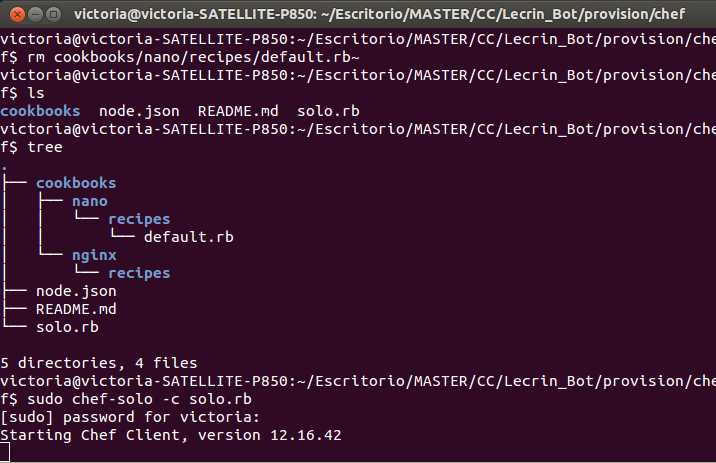 victoria@victoria-SATELLITE-P850: ~/Escritorio/MASTER/CC/Lecrin_Bot/provision/chef
victoria@victoria-SATELLITE-P850:~/Escritorio/MASTER/CC/Lecrin_Bot/provision/che
f$ rm cookbooks/nano/recipes/default.rb~
victoria@victoria-SATELLITE-P850:~/Escritorio/MASTER/CC/Lecrin_Bot/provision/che
f$ ls
cookbooks  node.json  README.md  solo.rb
victoria@victoria-SATELLITE-P850:~/Escritorio/MASTER/CC/Lecrin_Bot/provision/che
f$ tree
.
├── cookbooks
│   ├── nano
│   │   └── recipes
│   │       └── default.rb
│   └── nginx
│       └── recipes
├── node.json
├── README.md
└── solo.rb
5 directories, 4 files
victoria@victoria-SATELLITE-P850:~/Escritorio/MASTER/CC/Lecrin_Bot/provision/che
f$ sudo chef-solo -c solo.rb
[sudo] password for victoria:
Starting Chef Client, version 12.16.42